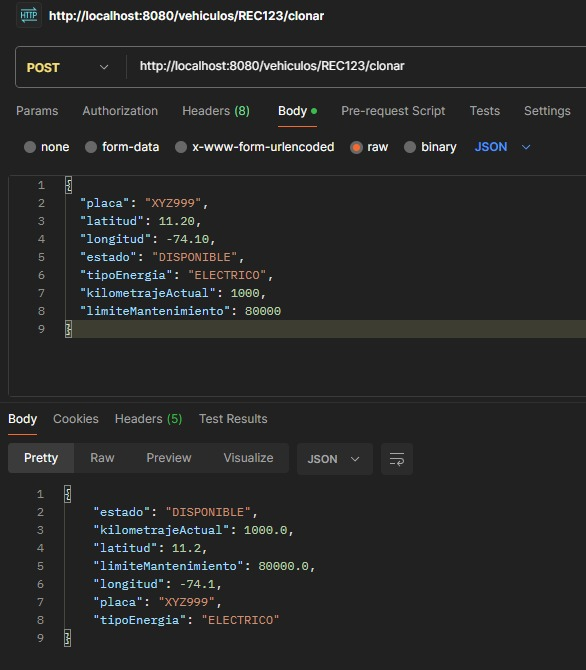 HTTP http://localhost:8080/vehiculos/REC123/clonar
POST http://localhost:8080/vehiculos/REC123/clonar
Params Authorization Headers (8) Body Pre-request Script Tests Settings
none form-data x-www-form-urlencoded raw binary JSON
1 {
2 "placa": "XYZ999",
3 "latitud": 11.20,
4 "longitud": -74.10,
5 "estado": "DISPONIBLE",
6 "tipoEnergia": "ELECTRICO",
7 "kilometrajeActual": 1000,
8 "limiteMantenimiento": 80000
9 }
Body Cookies Headers (5) Test Results
Pretty Raw Preview Visualize JSON
1 {
2 "estado": "DISPONIBLE",
3 "kilometrajeActual": 1000.0,
4 "latitud": 11.2,
5 "limiteMantenimiento": 80000.0,
6 "longitud": -74.1,
7 "placa": "XYZ999",
8 "tipoEnergia": "ELECTRICO"
9 }